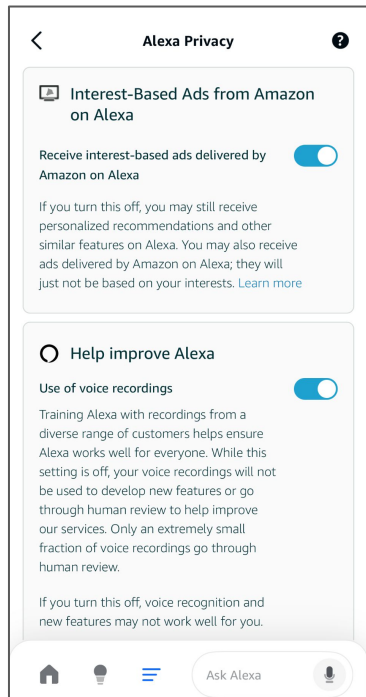 Alexa Privacy
Interest-Based Ads from Amazon
on Alexa
Receive interest-based ads delivered by
Amazon on Alexa
If you turn this off, you may still receive
personalized recommendations and other
similar features on Alexa. You may also receive
ads delivered by Amazon on Alexa; they will
just not be based on your interests. Learn more
Help improve Alexa
Use of voice recordings
Training Alexa with recordings from a
diverse range of customers helps ensure
Alexa works well for everyone. While this
setting is off, your voice recordings will not
be used to develop new features or go
through human review to help improve
our services. Only an extremely small
fraction of voice recordings go through
human review.
If you turn this off, voice recognition and
new features may not work well for you.
Ask Alexa